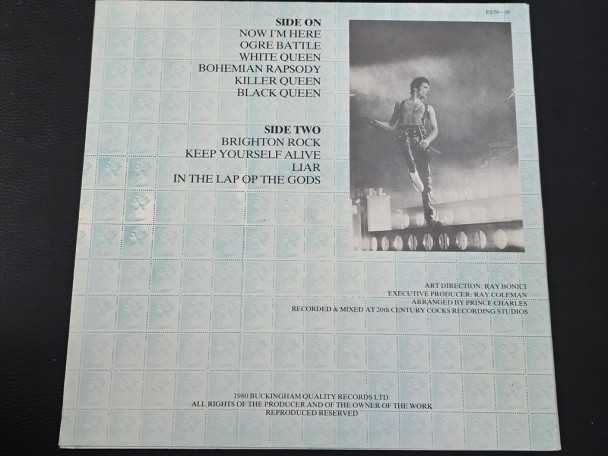 SIDE ON
NOW I'M HERE
OGRE BATTLE
WHITE QUEEN
BOHEMIAN RAPSODY
KILLER QUEEN
BLACK QUEEN
SIDE TWO
BRIGHTON ROCK
KEEP YOURSELF ALIVE
LIAR
IN THE LAP OP THE GODS
ART DIRECTION: RAY BONICI
EXECUTIVE PRODUCER: RAY COLEMAN
ARRANGED BY PRINCE CHARLES
RECORDED & MIXED AT 20th CENTURY COCKS RECORDING STUDIOS
1980 BUCKINGHAM QUALITY RECORDS LTD
ALL RIGHTS OF THE PRODUCER AND OF THE OWNER OF THE WORK
REPRODUCED RESERVED